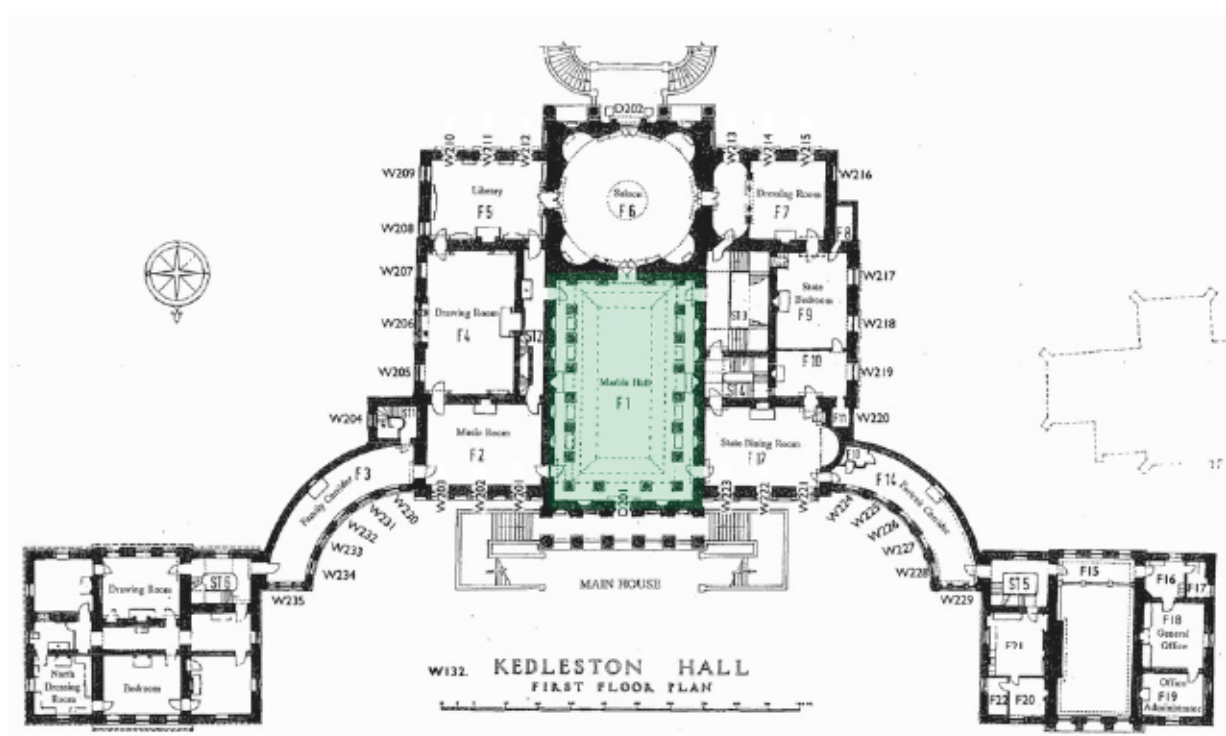 D202
W210
W211
W212
W213
W214
W215
W209
Library
F5
Saloon
F6
Dressing Room
F7
W216
W208
F8
W207
W217
State
Bedroom
F9
W206
Drawing Room
F4
ST2
ST3
W218
W205
Marble Hall
F1
F10
ST4
W219
W204
ST1
F11
W220
Music Room
F2
State Dining Room
F12
Family Corridor
F3
F14
W203
W202
W201
D201
W223
W222
W221
W230
W231
W232
W233
W234
W235
W224
W225
W226
W227
W228
W229
MAIN HOUSE
Drawing Room
ST6
ST5
F15
F16
F17
F18
General
Office
F21
North
Dressing
Room
Bedroom
F22
F20
Office
F19
Administrator
W132.
KEDLESTON HALL
FIRST FLOOR PLAN